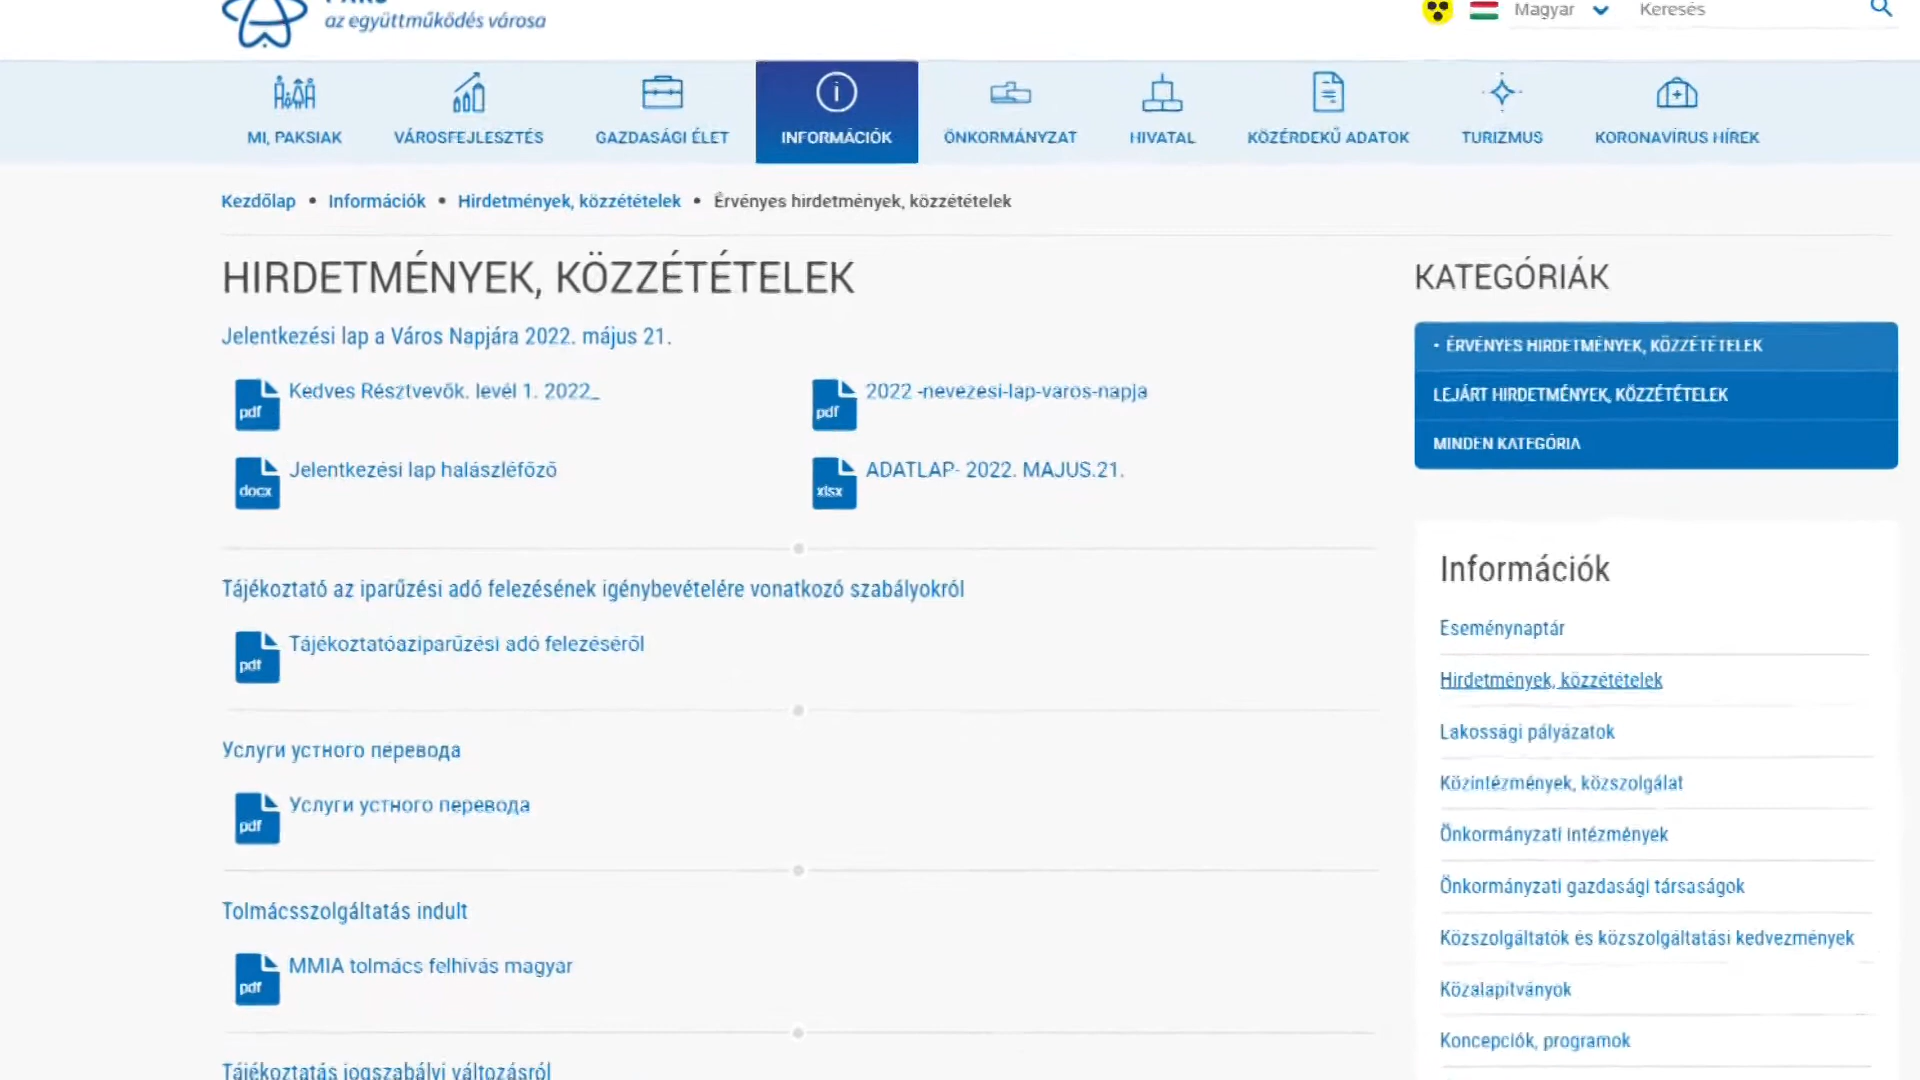 az együttműködés városa
Magyar
Keresés
MI, PAKSIAK
VÁROSFEJLESZTÉS
GAZDASÁGI ÉLET
INFORMÁCIÓK
ÖNKORMÁNYZAT
HIVATAL
KÖZÉRDEKŰ ADATOK
TURIZMUS
KORONAVÍRUS HÍREK
Kezdőlap • Információk • Hirdetmények, közzétételek • Érvényes hirdetmények, közzétételek
HIRDETMÉNYEK, KÖZZÉTÉTELEK
Jelentkezési lap a Város Napjára 2022. május 21.
pdf Kedves Résztvevők. levél 1. 2022_
pdf 2022 -nevezesi-lap-varos-napja
docx Jelentkezési lap halászléfőző
xlsx ADATLAP- 2022. MAJUS.21.
Tájékoztató az iparűzési adó felezésének igénybevételére vonatkozó szabályokról
pdf Tájékoztatóaziparűzési adó felezéséről
Услуги устного перевода
pdf Услуги устного перевода
Tolmácsszolgáltatás indult
pdf MMIA tolmács felhívás magyar
Tájékoztatás jogszabályi változásról
KATEGÓRIÁK
• ÉRVÉNYES HIRDETMÉNYEK, KÖZZÉTÉTELEK
LEJÁRT HIRDETMÉNYEK, KÖZZÉTÉTELEK
MINDEN KATEGÓRIA
Információk
Eseménynaptár
Hirdetmények, közzétételek
Lakossági pályázatok
Közintézmények, közszolgálat
Önkormányzati intézmények
Önkormányzati gazdasági társaságok
Közszolgáltatók és közszolgáltatási kedvezmények
Közalapítványok
Koncepciók, programok